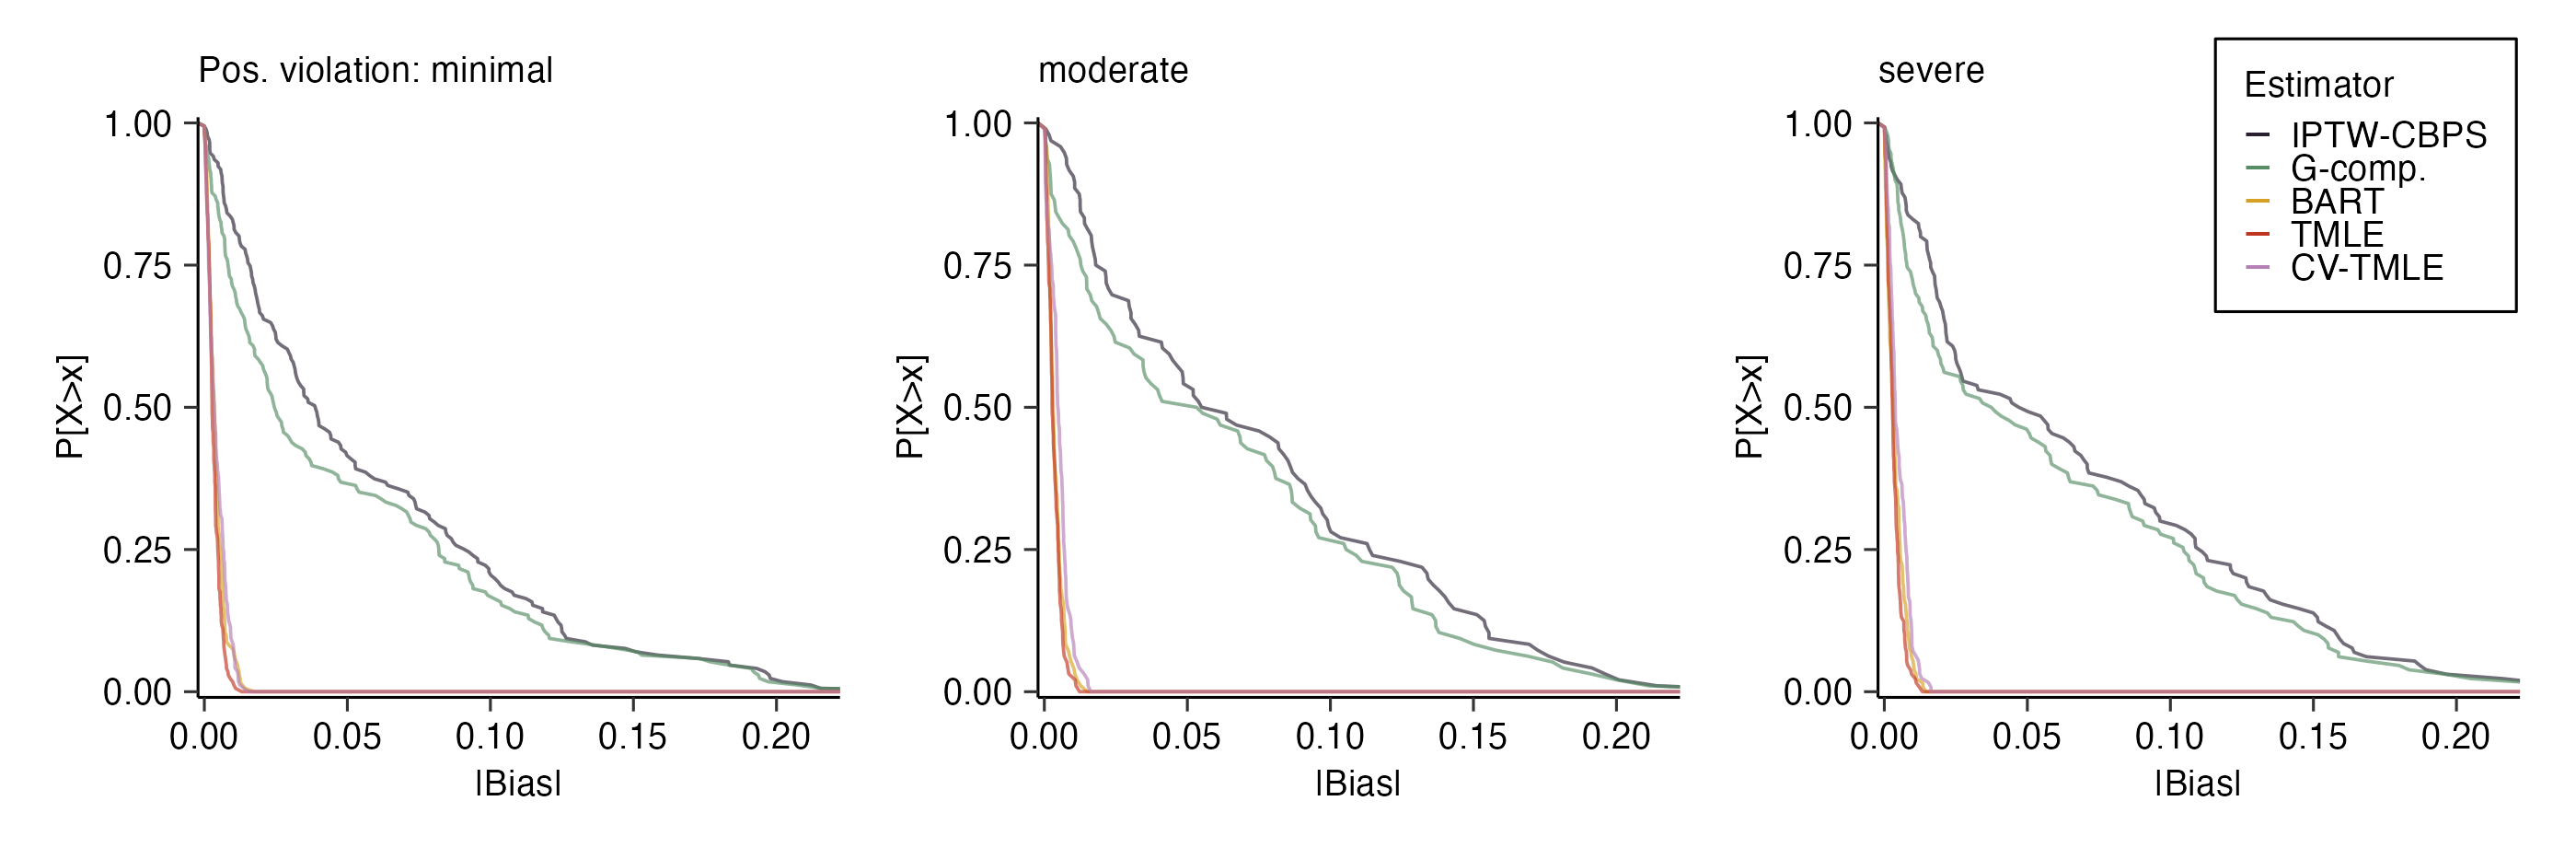 Pos. violation: minimal
P[X>x]
1.00
0.75
0.50
0.25
0.00
0.00 0.05 0.10 0.15 0.20
|Bias|
moderate
P[X>x]
1.00
0.75
0.50
0.25
0.00
0.00 0.05 0.10 0.15 0.20
|Bias|
severe
P[X>x]
1.00
0.75
0.50
0.25
0.00
0.00 0.05 0.10 0.15 0.20
|Bias|
Estimator
IPTW-CBPS
G-comp.
BART
TMLE
CV-TMLE